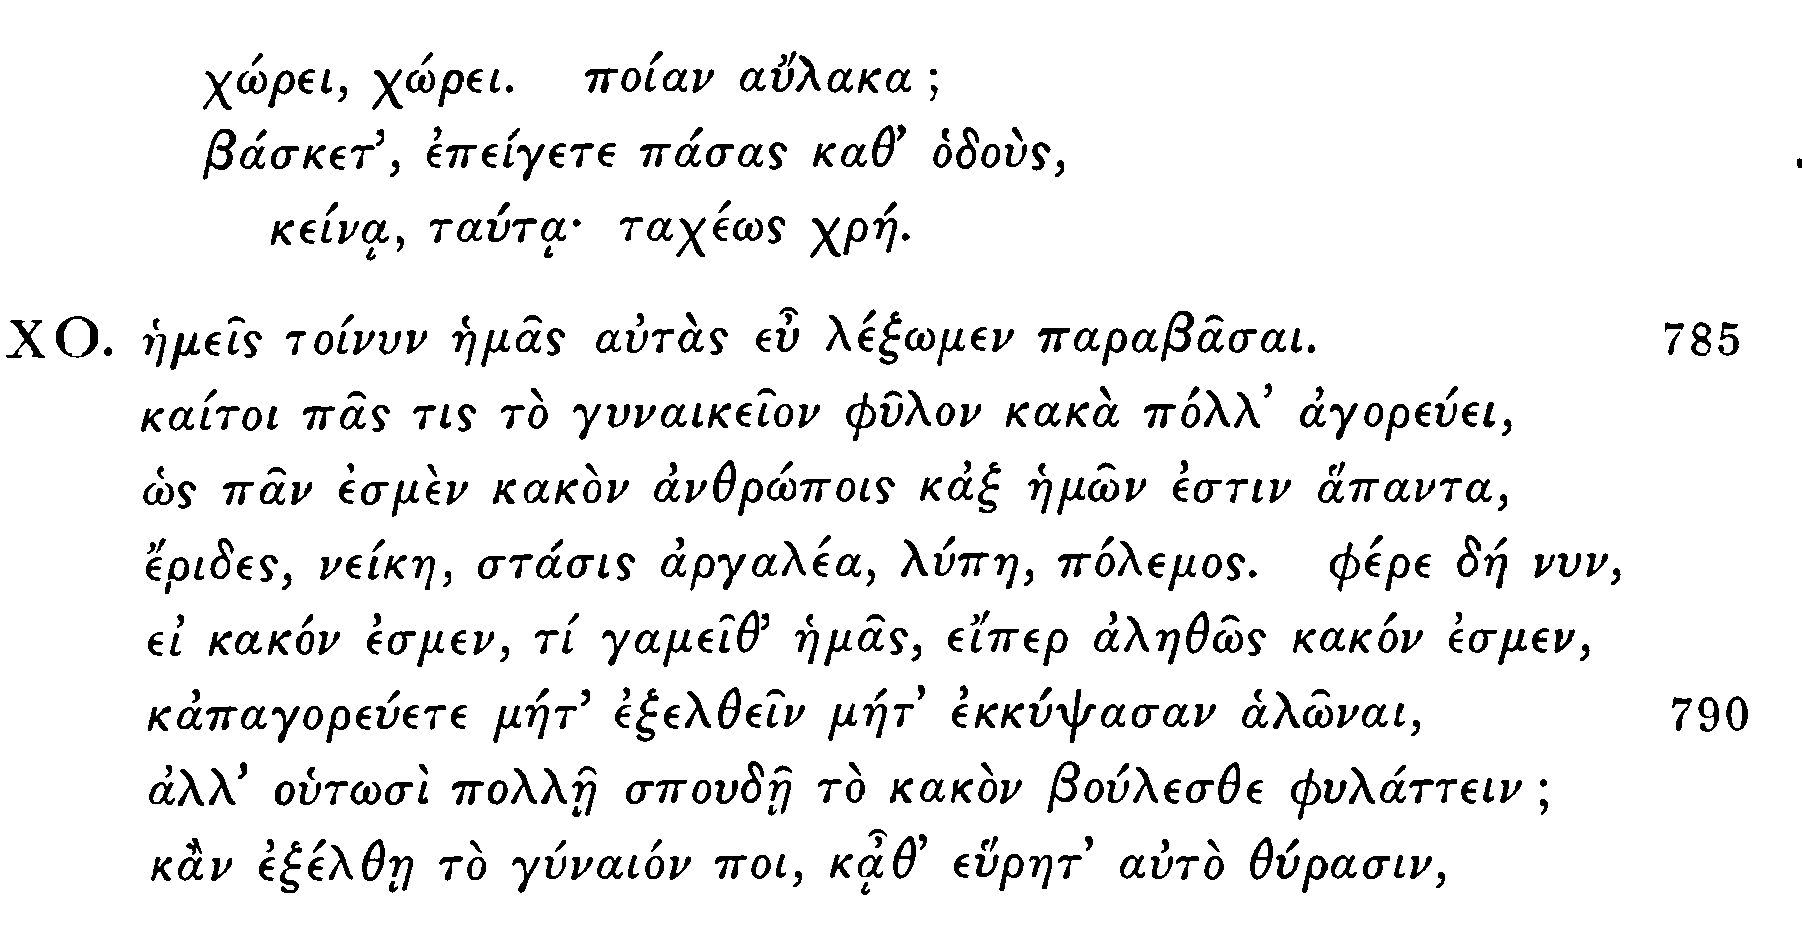 χώρει, χώρει. ποίαν αὔλακα ;
βάσκετ’, ἐπείγετε πάσας καθ’ ὁδοὺς,
κείνᾳ, ταύτᾳ· ταχέως χρή.
ΧΟ. ἡμεῖς τοίνυν ἡμᾶς αὐτὰς εὖ λέξωμεν παραβᾶσαι. 785
καίτοι πᾶς τις τὸ γυναικεῖον φῦλον κακὰ πόλλ’ ἀγορεύει,
ὡς πᾶν ἐσμὲν κακὸν ἀνθρώποις κἀξ ἡμῶν ἐστιν ἅπαντα,
ἔριδες, νείκη, στάσις ἀργαλέα, λύπη, πόλεμος. φέρε δή νυν,
εἰ κακόν ἐσμεν, τί γαμεῖθ’ ἡμᾶς, εἴπερ ἀληθῶς κακόν ἐσμεν,
κἀπαγορεύετε μήτ’ ἐξελθεῖν μήτ’ ἐκκύψασαν ἁλῶναι, 790
ἀλλ’ οὑτωσὶ πολλῇ σπουδῇ τὸ κακὸν βούλεσθε φυλάττειν ;
κἂν ἐξέλθῃ τὸ γύναιόν ποι, κᾆθ’ εὕρητ’ αὐτὸ θύρασιν,